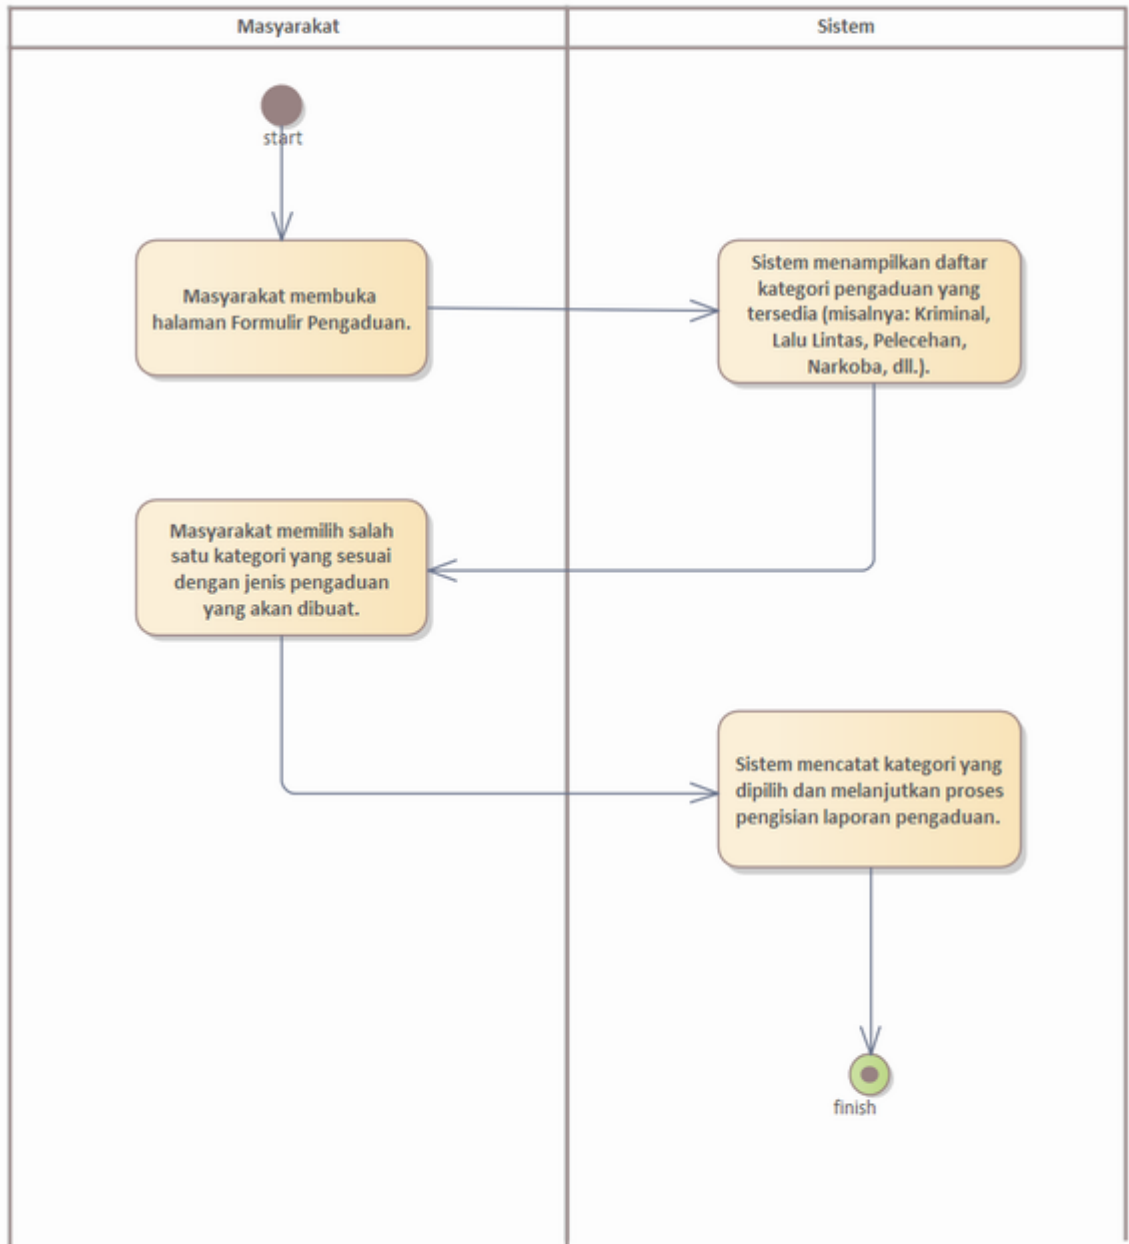 Masyarakat
Sistem
start
Masyarakat membuka
halaman Formulir Pengaduan.
Sistem menampilkan daftar
kategori pengaduan yang
tersedia (misalnya: Kriminal,
Lalu Lintas, Pelecehan,
Narkoba, dll.).
Masyarakat memilih salah
satu kategori yang sesuai
dengan jenis pengaduan
yang akan dibuat.
Sistem mencatat kategori yang
dipilih dan melanjutkan proses
pengisian laporan pengaduan.
finish